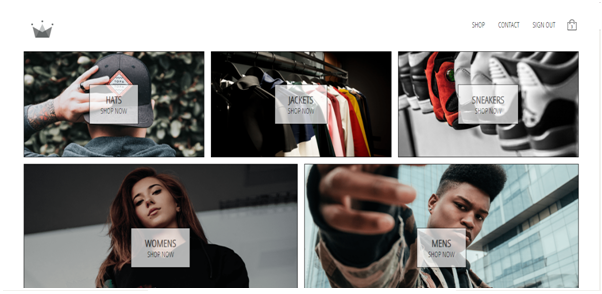 SHOP CONTACT SIGN OUT
0
HATS
SHOP NOW
JACKETS
SHOP NOW
SNEAKERS
SHOP NOW
WOMENS
SHOP NOW
MENS
SHOP NOW